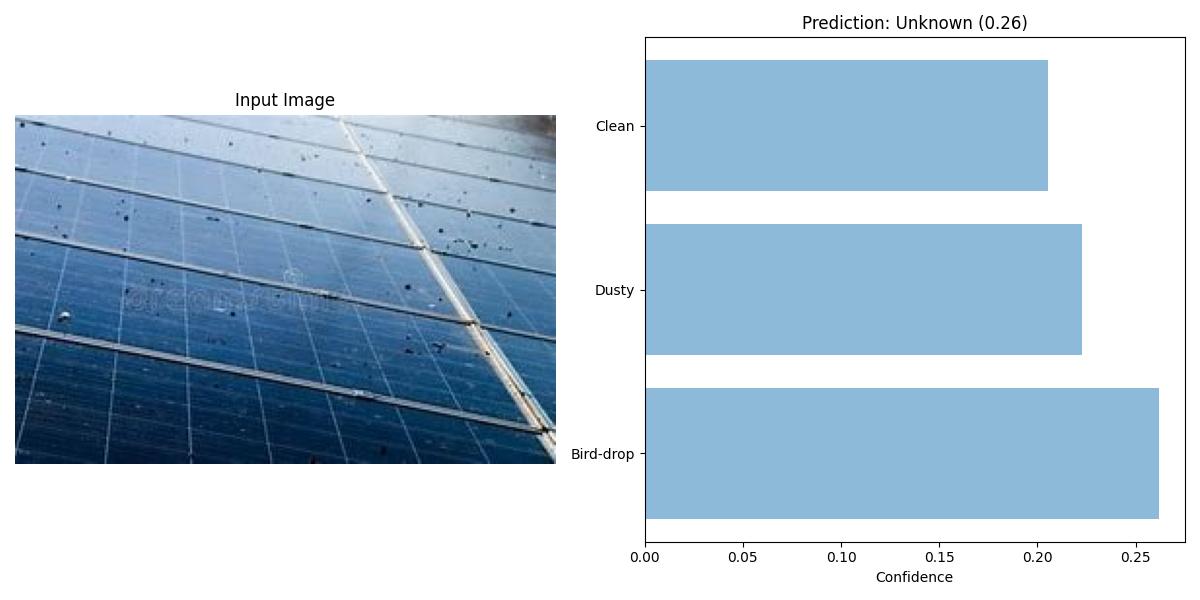 Input Image
Prediction: Unknown (0.26)
Clean
Dusty
Bird-drop
0.00 0.05 0.10 0.15 0.20 0.25
Confidence